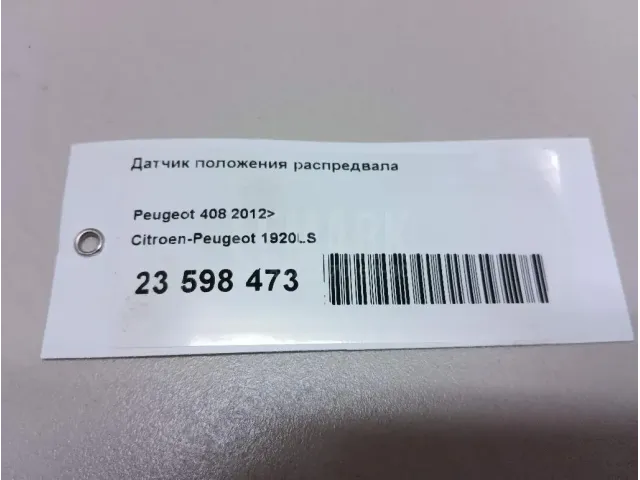 Датчик положения распредвала
Peugeot 408 2012>
Citroen-Peugeot 1920LS
23 598 473